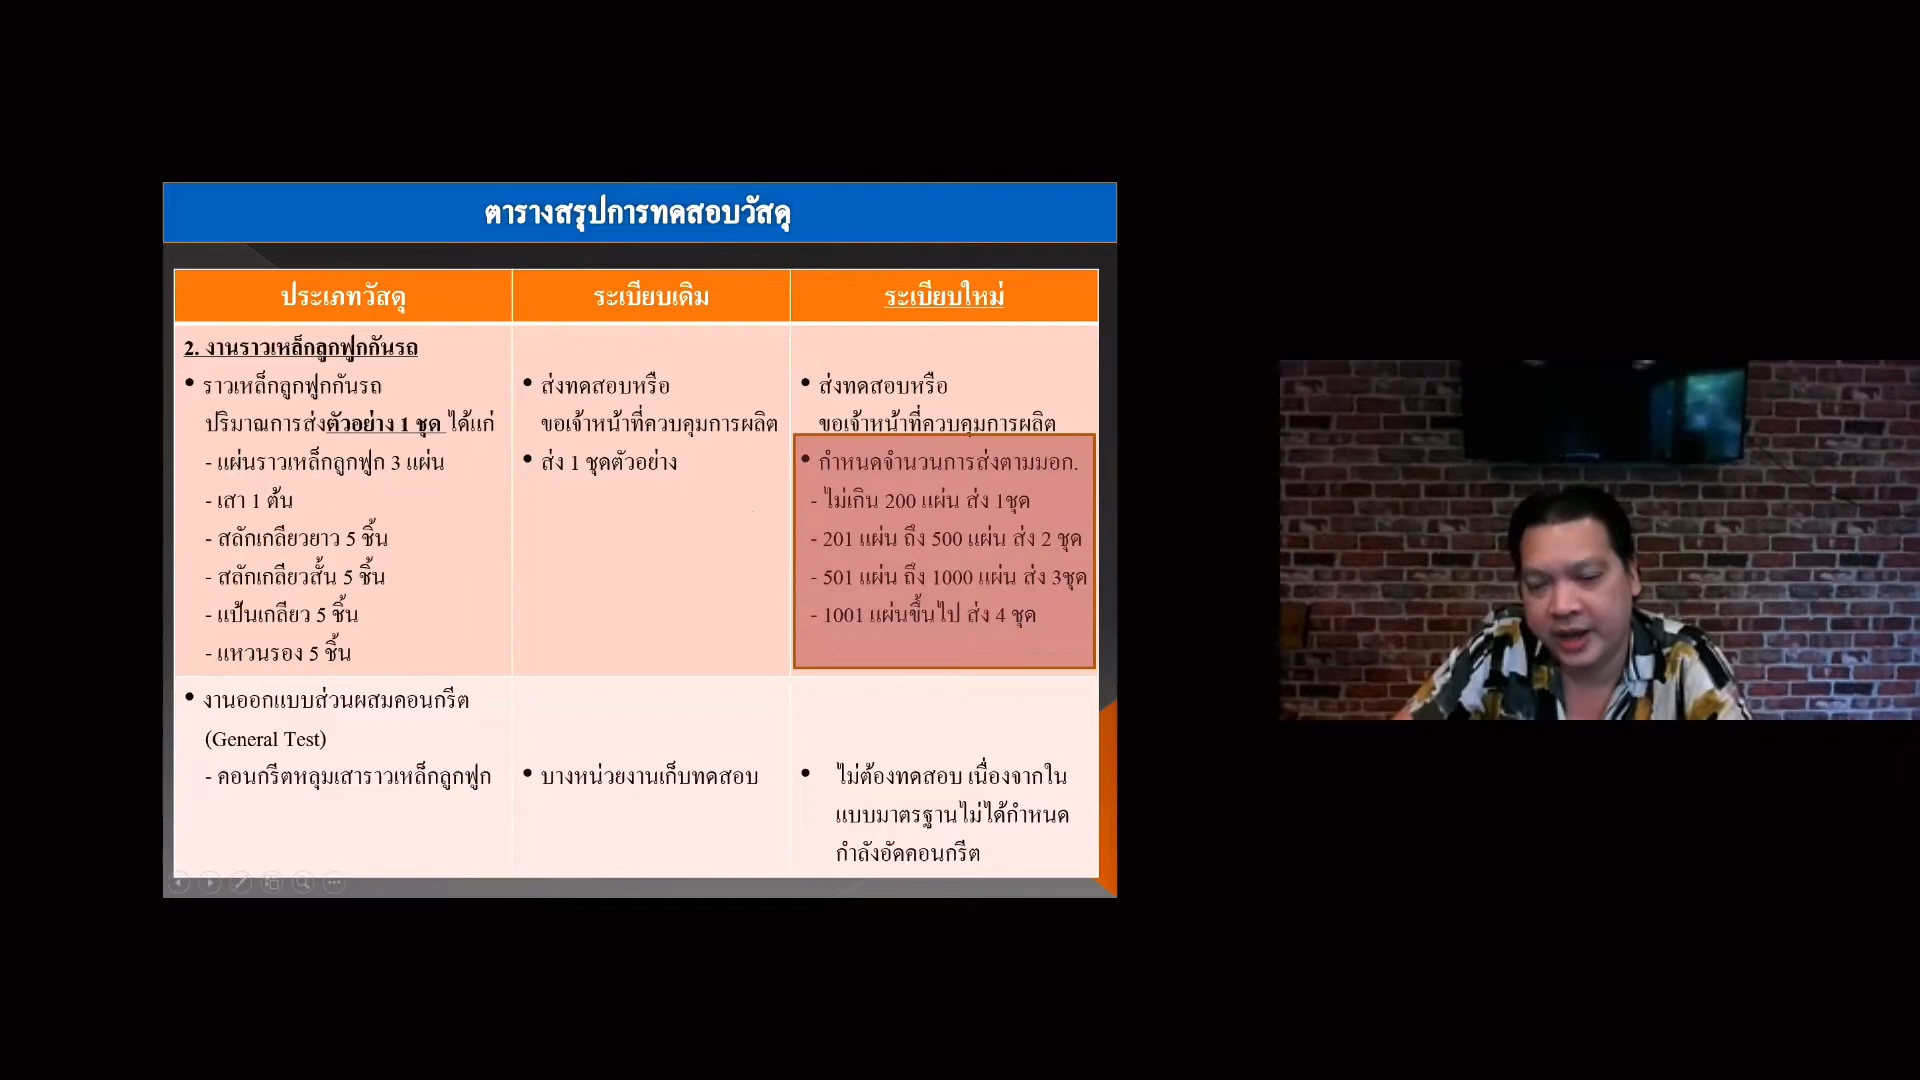 ตารางสรุปการทดสอบวัสดุ
ประเภทวัสดุ
ระเบียบเดิม
ระเบียบใหม่
2. งานราวเหล็กลูกฟูกกันรถ
• ราวเหล็กลูกฟูกกันรถ
ปริมาณการส่งตัวอย่าง 1 ชุด ได้แก่
- แผ่นราวเหล็กลูกฟูก 3 แผ่น
- เสา 1 ต้น
- สลักเกลียวยาว 5 ชิ้น
- สลักเกลียวสั้น 5 ชิ้น
- แป้นเกลียว 5 ชิ้น
- แหวนรอง 5 ชิ้น
• ส่งทดสอบหรือ
ขอเจ้าหน้าที่ควบคุมการผลิต
• ส่ง 1 ชุดตัวอย่าง
• ส่งทดสอบหรือ
ขอเจ้าหน้าที่ควบคุมการผลิต
• กำหนดจำนวนการส่งตามมอก.
- ไม่เกิน 200 แผ่น ส่ง 1ชุด
- 201 แผ่น ถึง 500 แผ่น ส่ง 2 ชุด
- 501 แผ่น ถึง 1000 แผ่น ส่ง 3ชุด
- 1001 แผ่นขึ้นไป ส่ง 4 ชุด
• งานออกแบบส่วนผสมคอนกรีต
(General Test)
- คอนกรีตหลุมเสาราวเหล็กลูกฟูก
• บางหน่วยงานเก็บทดสอบ
• ไม่ต้องทดสอบ เนื่องจากใน
แบบมาตรฐานไม่ได้กำหนด
กำลังอัดคอนกรีต